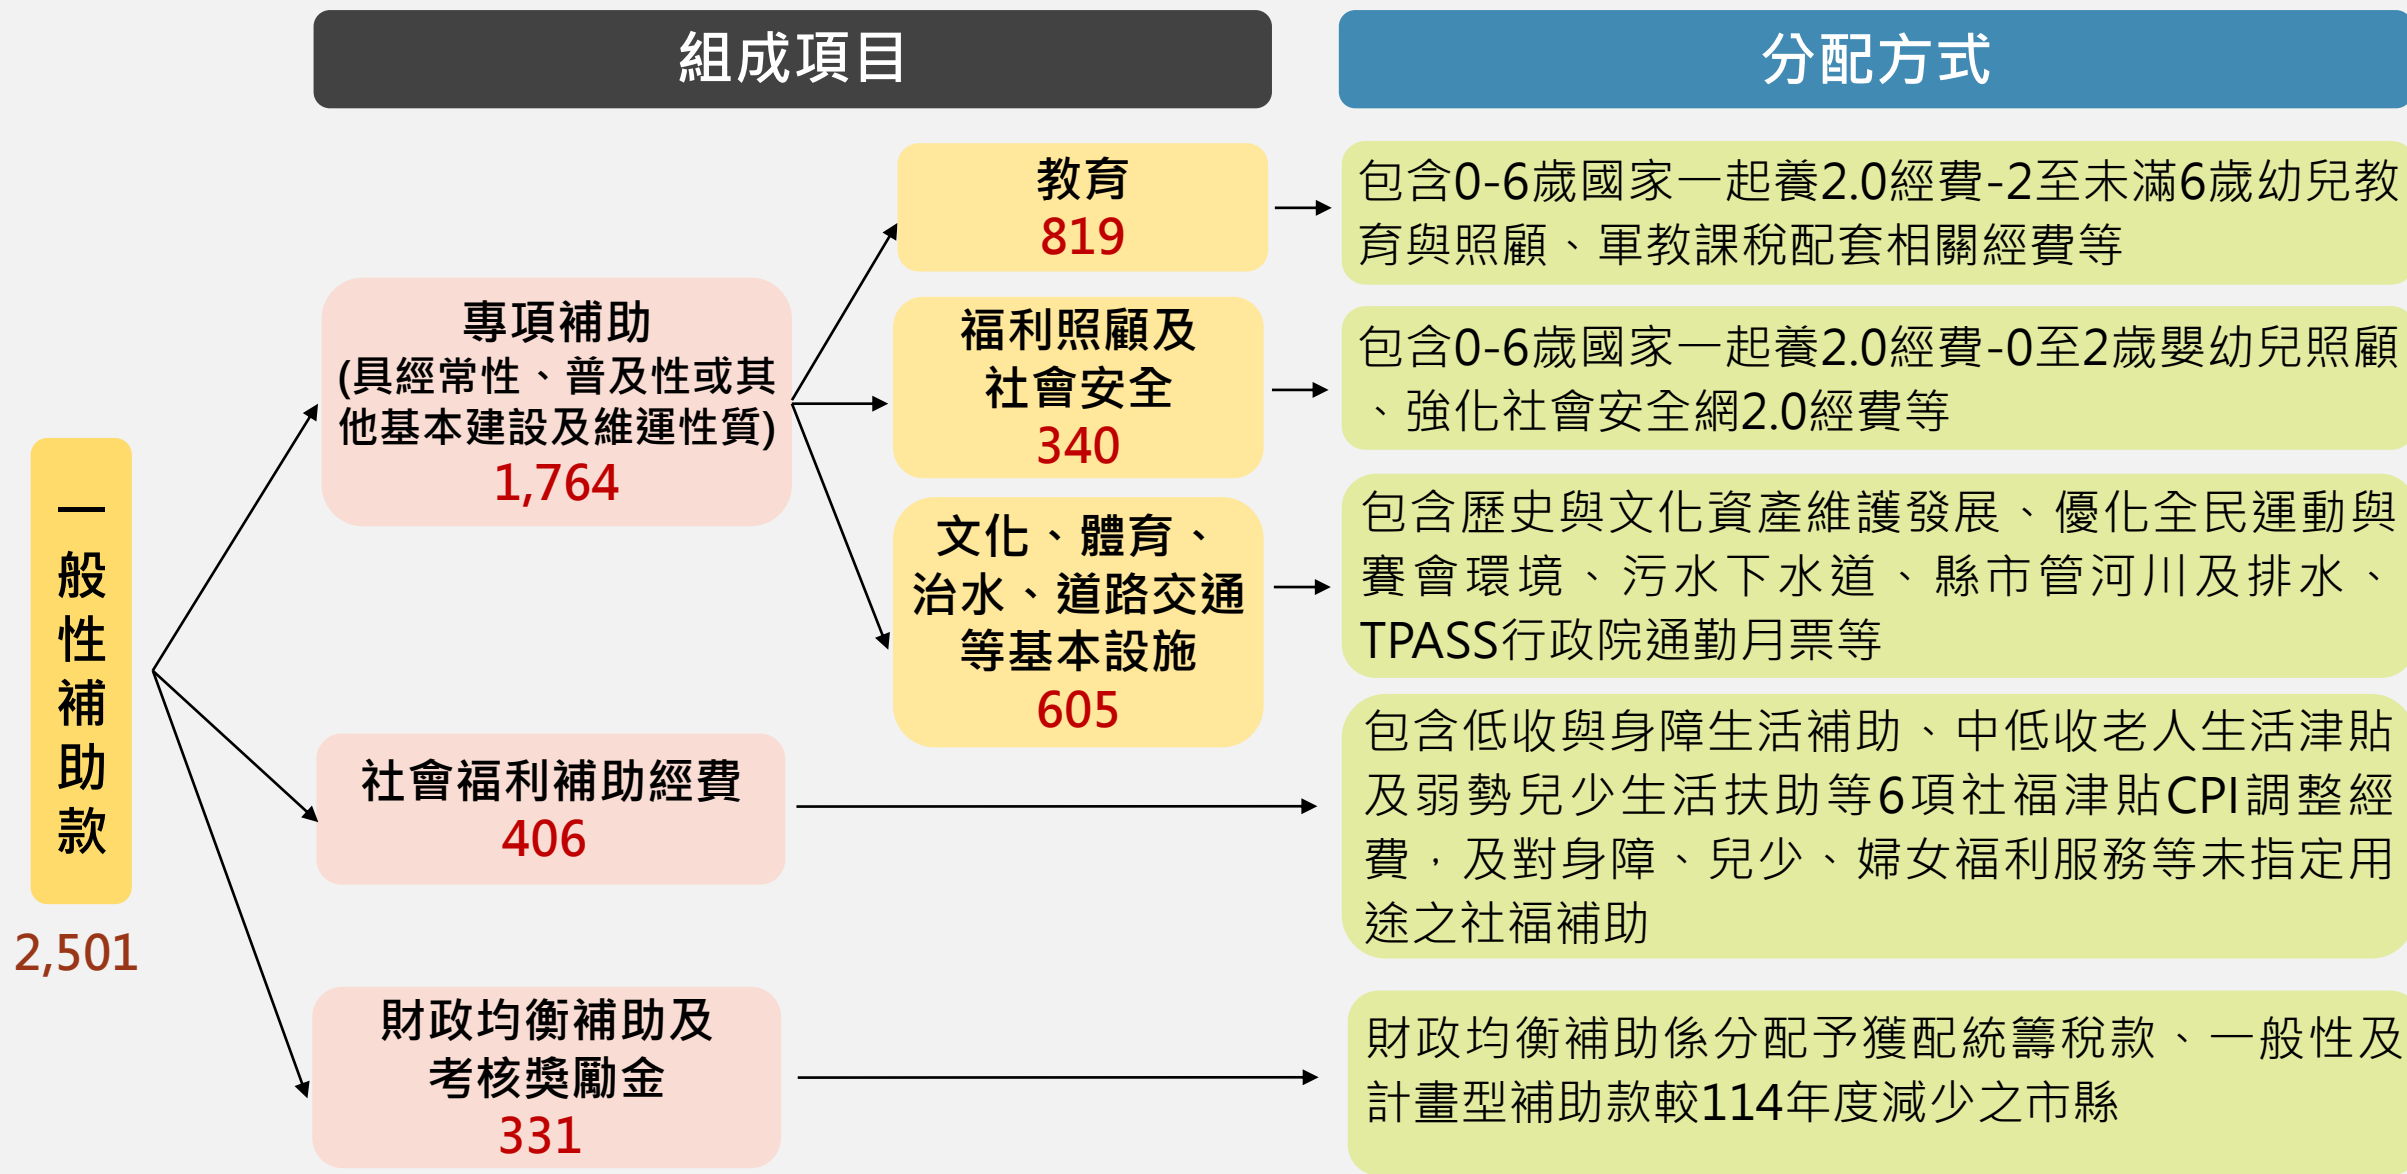 組成項目
分配方式
一般性補助款
2,501
專項補助
(具經常性、普及性或其
他基本建設及維運性質)
1,764
教育
819
包含0-6歲國家一起養2.0經費-2至未滿6歲幼兒教
育與照顧、軍教課稅配套相關經費等
福利照顧及
社會安全
340
包含0-6歲國家一起養2.0經費-0至2歲嬰幼兒照顧
、強化社會安全網2.0經費等
文化、體育、
治水、道路交通
等基本設施
605
包含歷史與文化資產維護發展、優化全民運動與
賽會環境、污水下水道、縣市管河川及排水、
TPASS行政院通勤月票等
社會福利補助經費
406
包含低收與身障生活補助、中低收老人生活津貼
及弱勢兒少生活扶助等6項社福津貼CPI調整經
費，及對身障、兒少、婦女福利服務等未指定用
途之社福補助
財政均衡補助及
考核獎勵金
331
財政均衡補助係分配予獲配統籌稅款、一般性及
計畫型補助款較114年度減少之市縣